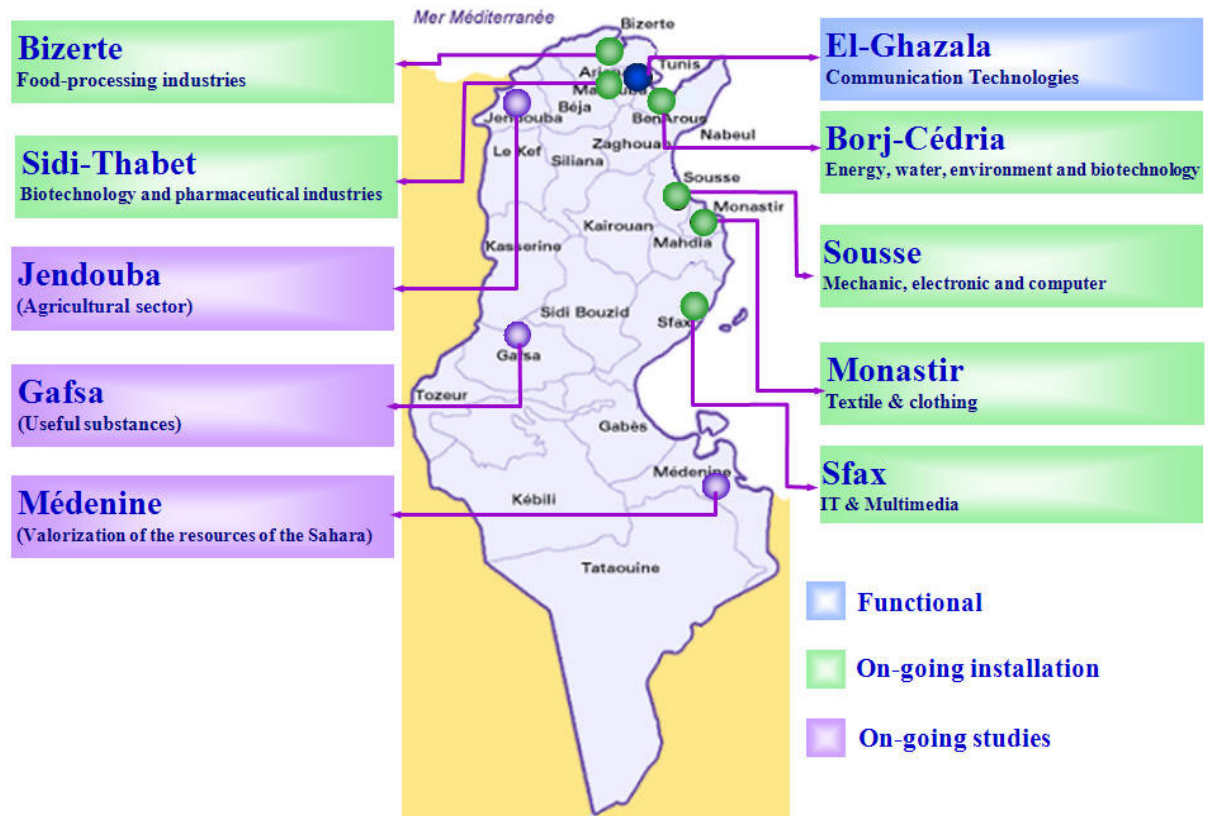 Mer Méditerranée
Bizerte
Food-processing industries
Sidi-Thabet
Biotechnology and pharmaceutical industries
Jendouba
(Agricultural sector)
Gafsa
(Useful substances)
Médenine
(Valorization of the resources of the Sahara)
Bizerte
Tunis
Béja
Jendouba
BenArous
Nabeul
Zaghouan
Le Kef
Siliana
Sousse
Monastir
Kairouan
Mahdia
Kasserine
Sidi Bouzid
Sfax
Gafsa
Tozeur
Gabès
Médenine
Kébili
Tataouine
El-Ghazala
Communication Technologies
Borj-Cédria
Energy, water, environment and biotechnology
Sousse
Mechanic, electronic and computer
Monastir
Textile & clothing
Sfax
IT & Multimedia
Functional
On-going installation
On-going studies